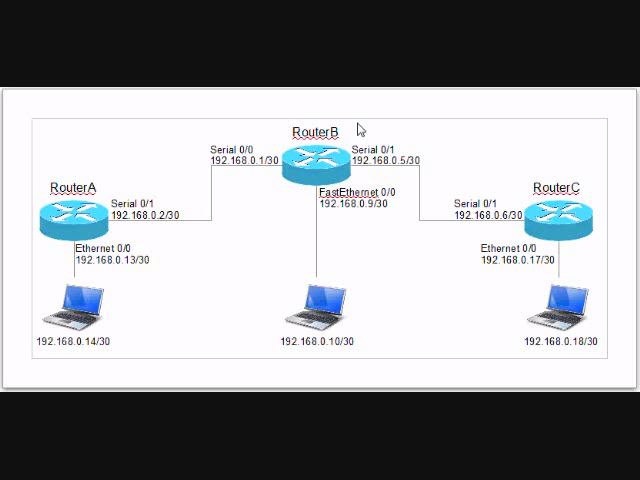 RouterB
Serial 0/0
192.168.0.1/30
Serial 0/1
192.168.0.5/30
RouterA
Serial 0/1
192.168.0.2/30
FastEthernet 0/0
192.168.0.9/30
RouterC
Serial 0/1
192.168.0.6/30
Ethernet 0/0
192.168.0.13/30
Ethernet 0/0
192.168.0.17/30
192.168.0.14/30
192.168.0.10/30
192.168.0.18/30